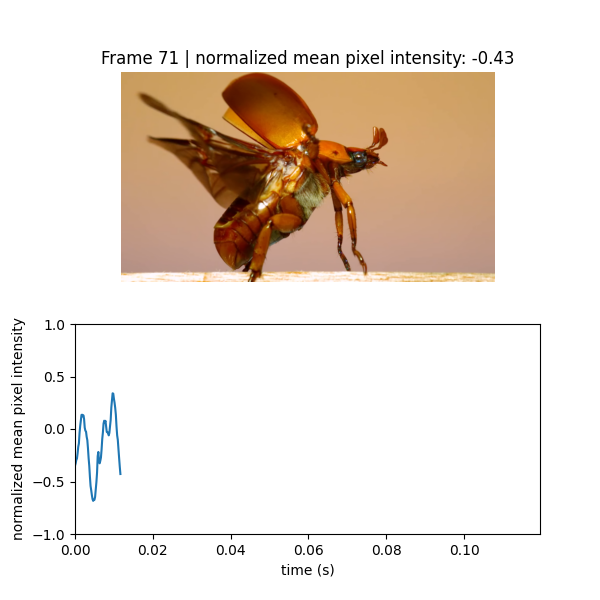 Frame 71 | normalized mean pixel intensity: -0.43
normalized mean pixel intensity
1.0
0.5
0.0
−0.5
−1.0
0.00 0.02 0.04 0.06 0.08 0.10
time (s)